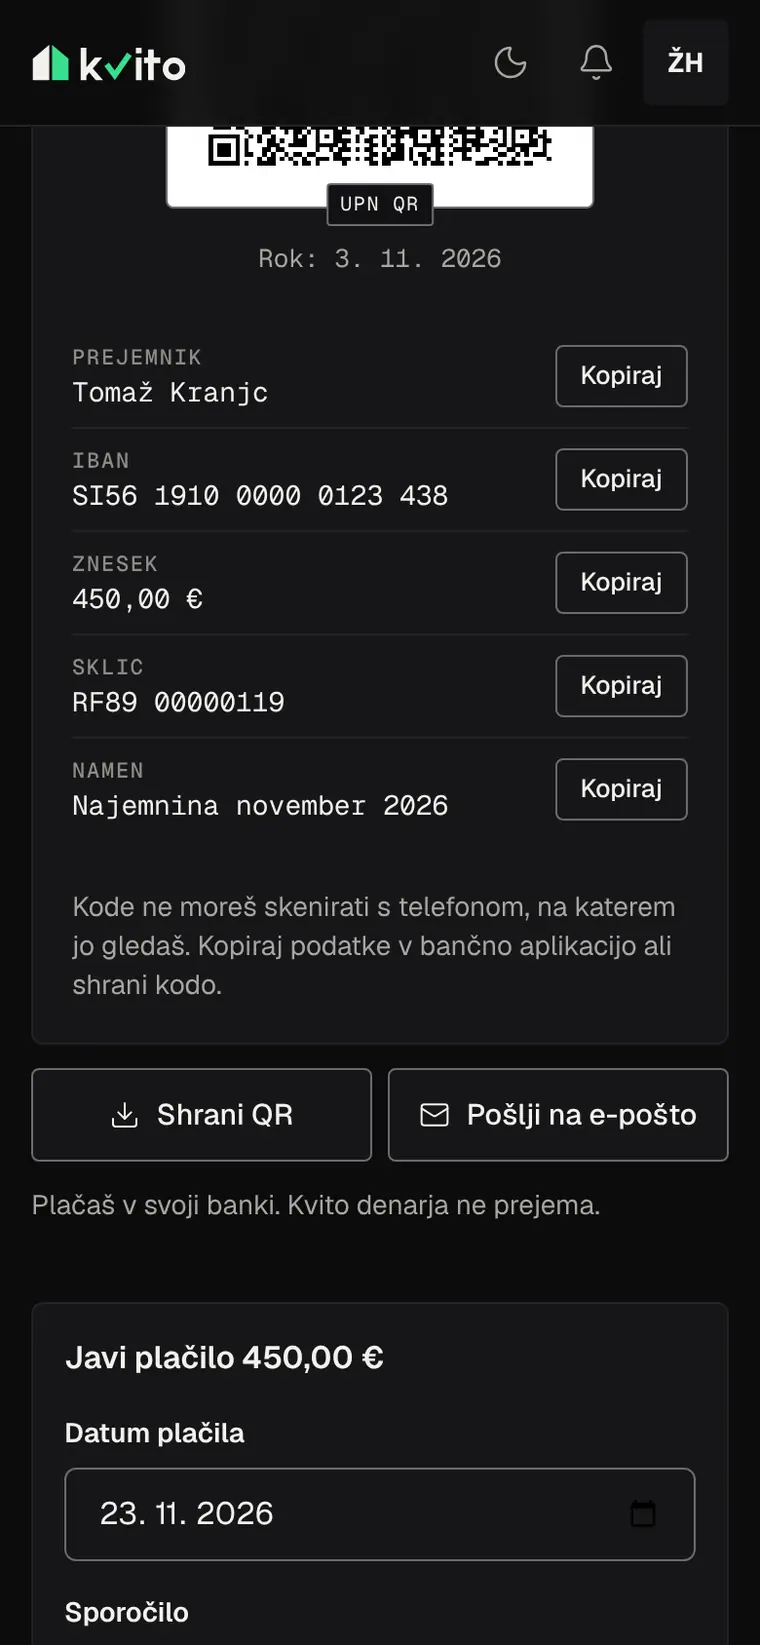 kvito
ŽH
UPN QR
Rok: 3. 11. 2026
PREJEMNIK
Tomaž Kranjc
Kopiraj
IBAN
SI56 1910 0000 0123 438
Kopiraj
ZNESEK
450,00 €
Kopiraj
SKLIC
RF89 00000119
Kopiraj
NAMEN
Najemnina november 2026
Kopiraj
Kode ne moreš skenirati s telefonom, na katerem
jo gledaš. Kopiraj podatke v bančno aplikacijo ali
shrani kodo.
Shrani QR
Pošlji na e-pošto
Plačaš v svoji banki. Kvito denarja ne prejema.
Javi plačilo 450,00 €
Datum plačila
23. 11. 2026
Sporočilo